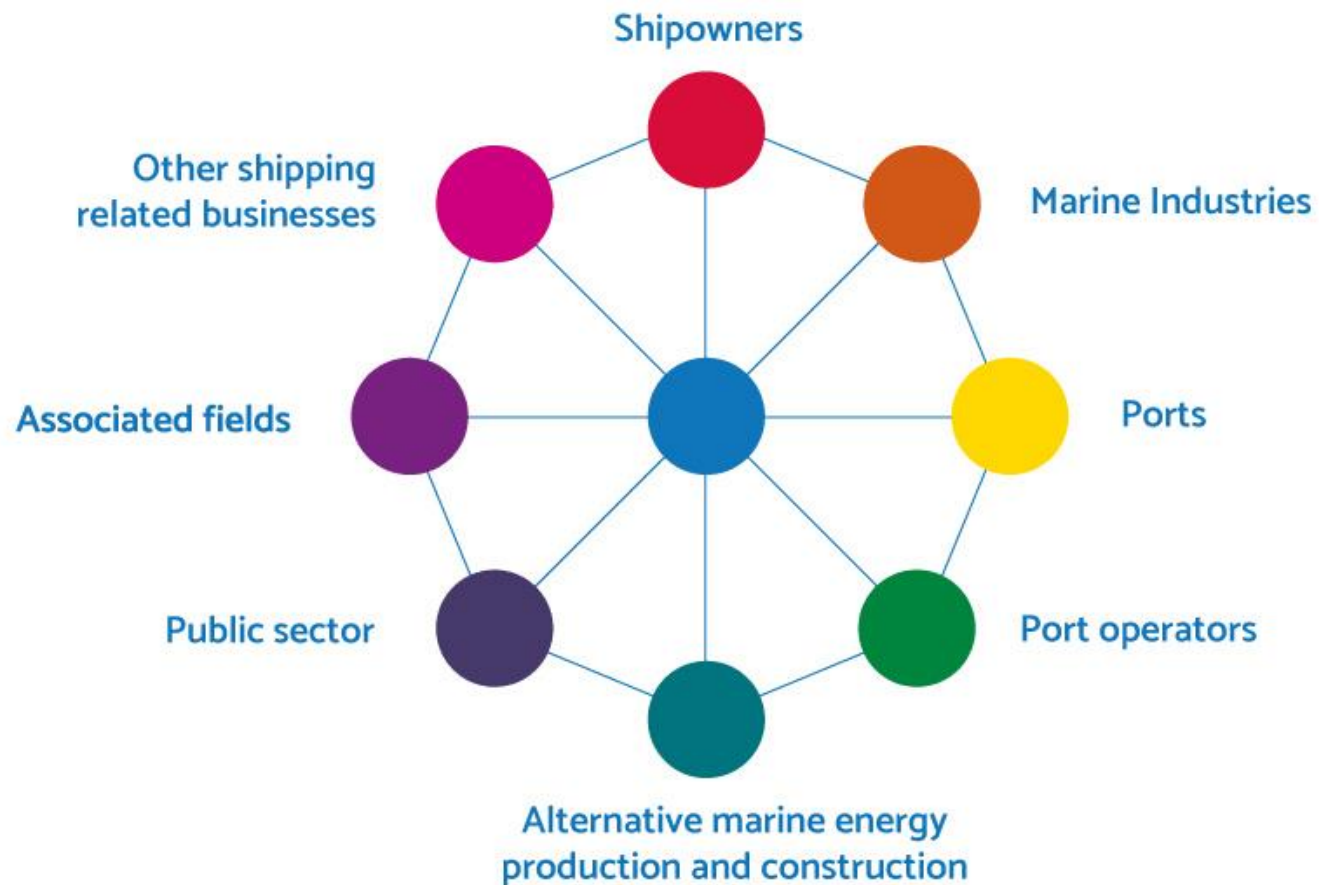 Shipowners
Other shipping
related businesses
Marine Industries
Associated fields
Ports
Public sector
Port operators
Alternative marine energy
production and construction